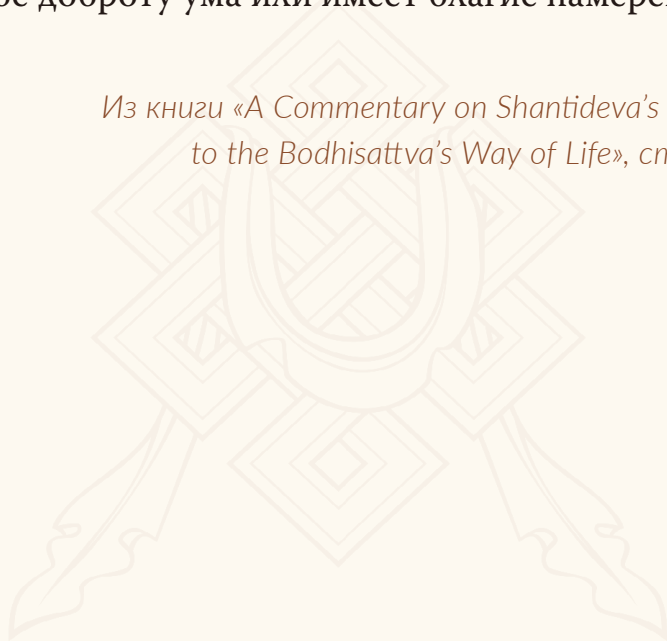 доброту ума или имеет благие
Из книги «A Commentary on Shantideva’s
to the Bodhisattva’s Way of Life»,